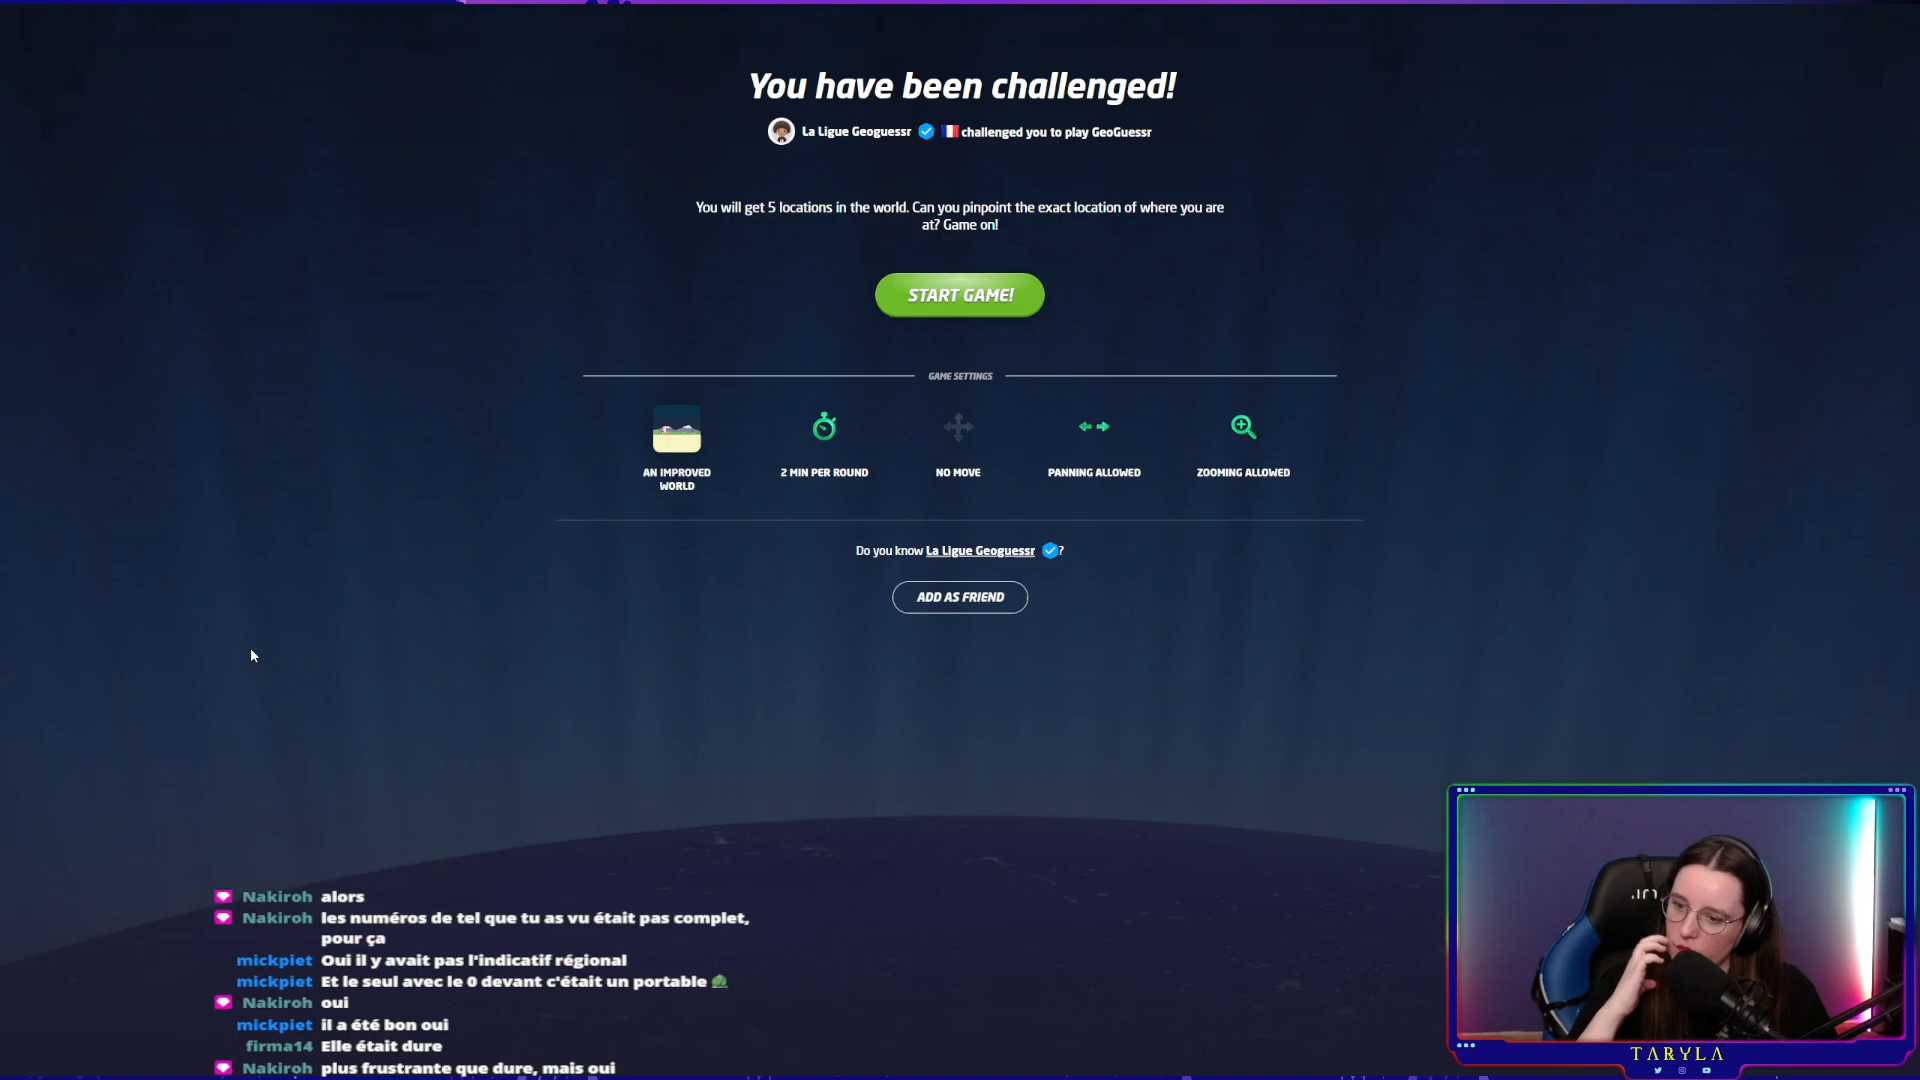 You have been challenged!
La Ligue Geoguessr challenged you to play GeoGuessr
You will get 5 locations in the world. Can you pinpoint the exact location of where you are
at? Game on!
START GAME!
GAME SETTINGS
AN IMPROVED
WORLD
2 MIN PER ROUND
NO MOVE
PANNING ALLOWED
ZOOMING ALLOWED
Do you know La Ligue Geoguessr ?
ADD AS FRIEND
Nakiroh alors
Nakiroh les numéros de tel que tu as vu était pas complet,
pour ça
mickpiet Oui il y avait pas l'indicatif régional
mickpiet Et le seul avec le 0 devant c'était un portable
Nakiroh oui
mickpiet il a été bon oui
firma14 Elle était dure
Nakiroh plus frustrante que dure, mais oui
TARYLA